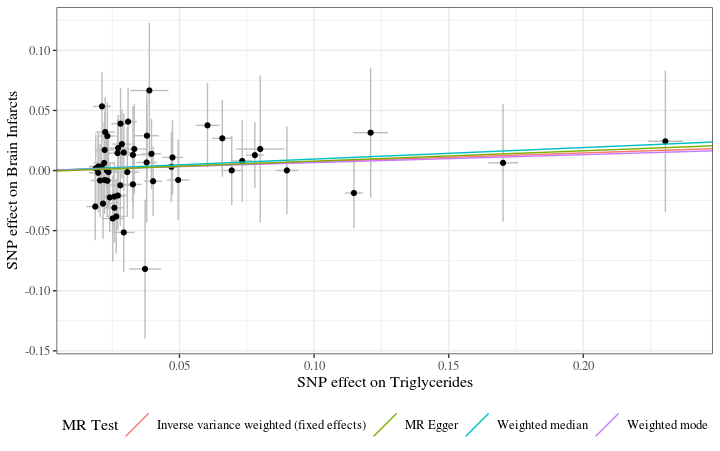 SNP effect on Brain Infarcts
0.10
0.05
0.00
-0.05
-0.10
-0.15
0.05
0.10
0.15
0.20
SNP effect on Triglycerides
MR Test
Inverse variance weighted (fixed effects)
MR Egger
Weighted median
Weighted mode